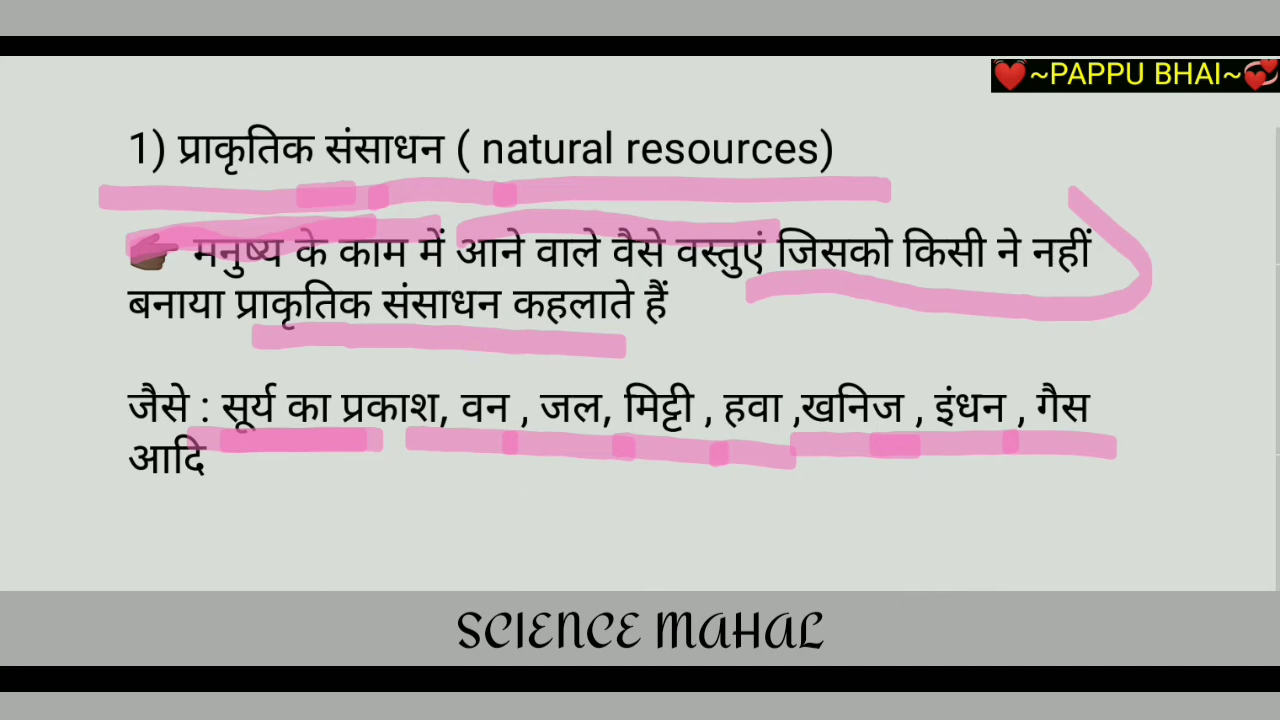 ~PAPPU BHAI~
1) प्राकृतिक संसाधन ( natural resources)
मनुष्य के काम में आने वाले वैसे वस्तुएं जिसको किसी ने नहीं
बनाया प्राकृतिक संसाधन कहलाते हैं
जैसे : सूर्य का प्रकाश, वन , जल, मिट्टी , हवा ,खनिज , इंधन , गैस
आदि
SCIENCE MAHAL